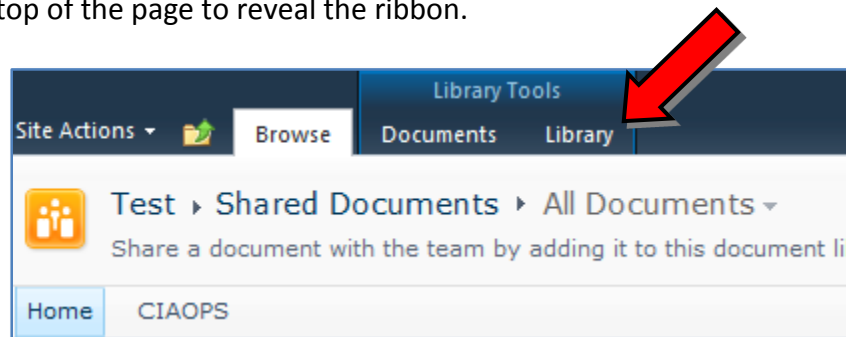 top of the page to reveal the ribbon.
Library Tools
Site Actions Browse Documents Library
Test Shared Documents All Documents
Share a document with the team by adding it to this document li
Home CIAOPS